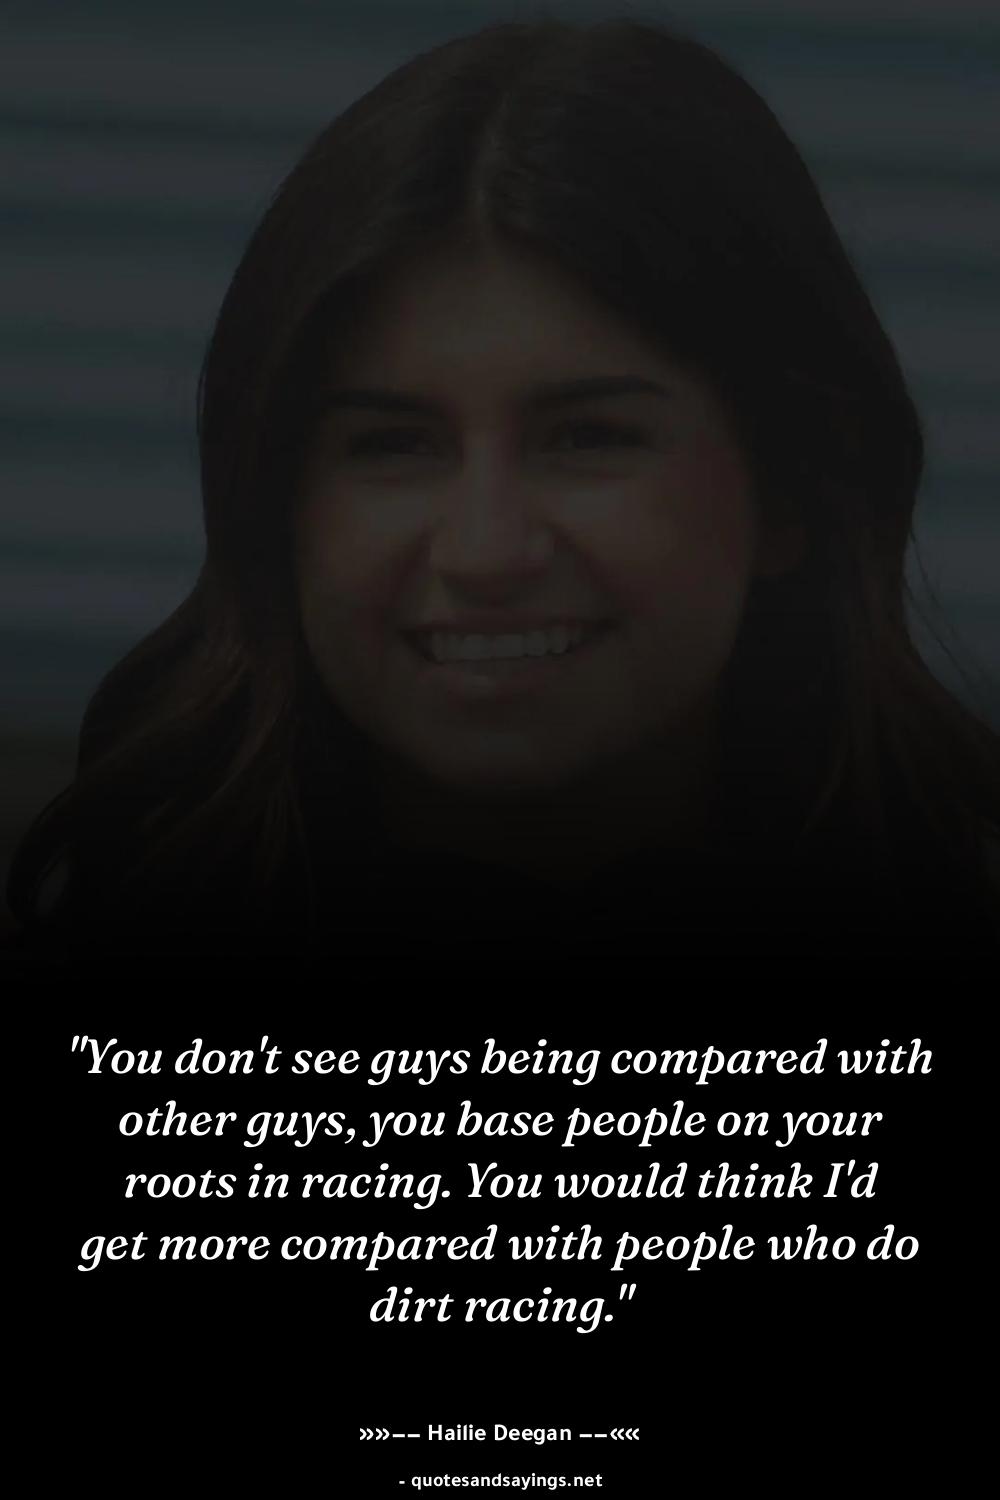 "You don't see guys being compared with
other guys, you base people on your
roots in racing. You would think I'd
get more compared with people who do
dirt racing."
»»–– Hailie Deegan ––««
- quotesandsayings.net